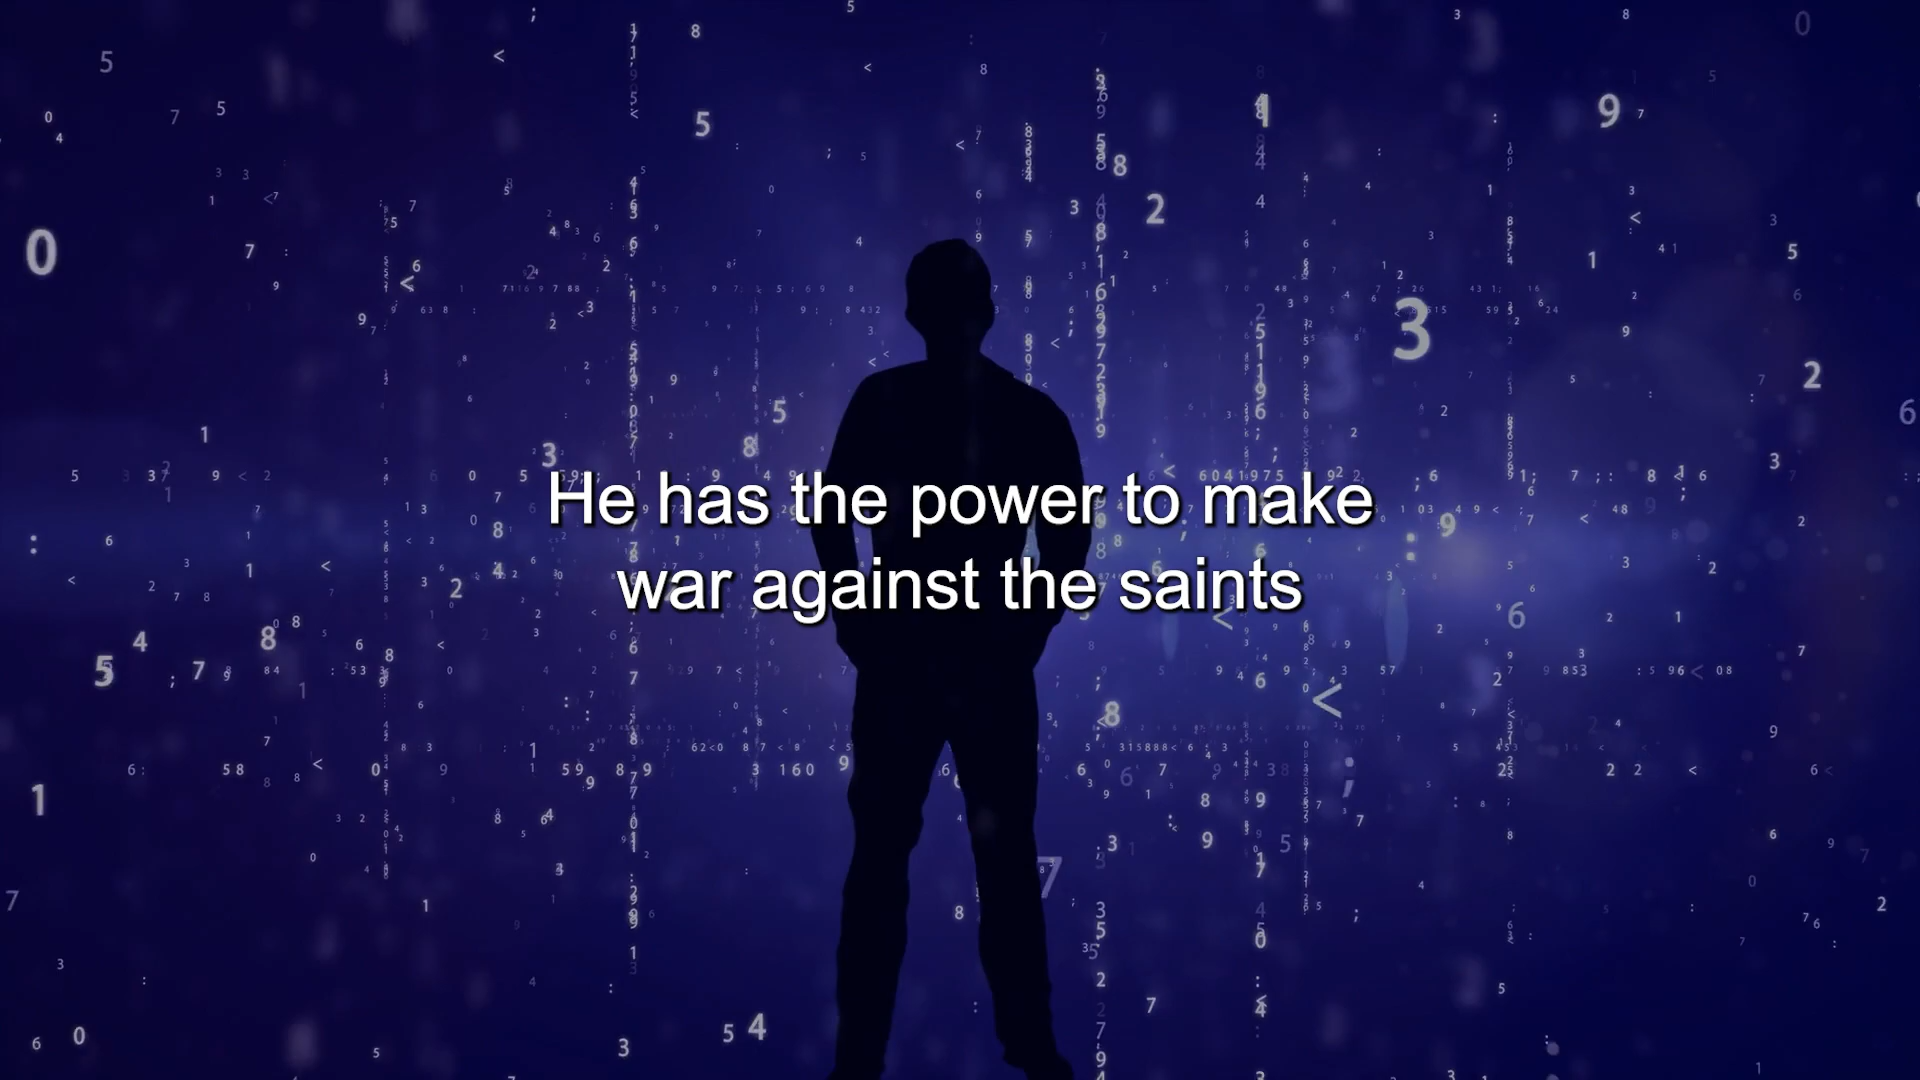 He has the power to make
war against the saints